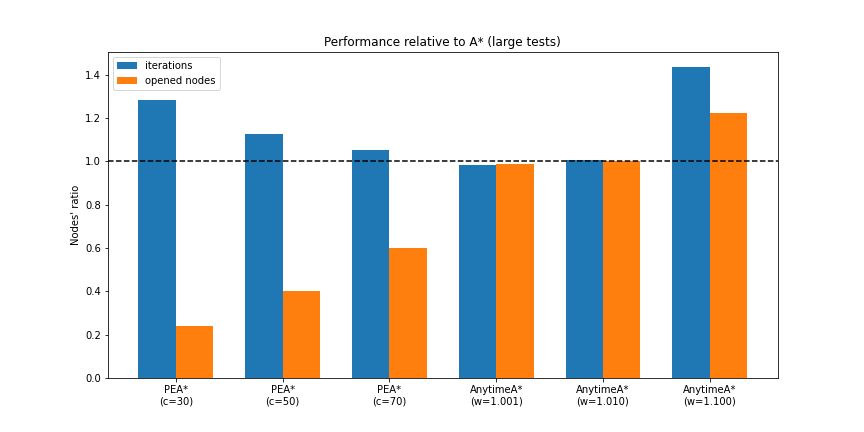 Performance relative to A* (large tests)
iterations
opened nodes
Nodes' ratio
1.4
1.2
1.0
0.8
0.6
0.4
0.2
0.0
PEA* PEA* PEA* AnytimeA* AnytimeA* AnytimeA*
(c=30) (c=50) (c=70) (w=1.001) (w=1.010) (w=1.100)